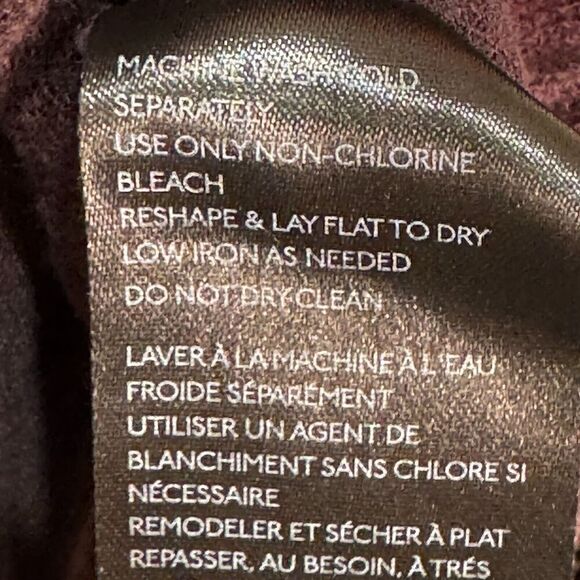 MACHINE WASH COLD
SEPARATELY
USE ONLY NON-CHLORINE
BLEACH
RESHAPE & LAY FLAT TO DRY
LOW IRON AS NEEDED
DO NOT DRY CLEAN
LAVER À LA MACHINE À L'EAU
FROIDE SÉPARÉMENT
UTILISER UN AGENT DE
BLANCHIMENT SANS CHLORE SI
NÉCESSAIRE
REMODELER ET SÉCHER À PLAT
REPASSER, AU BESOIN, À TRÉS